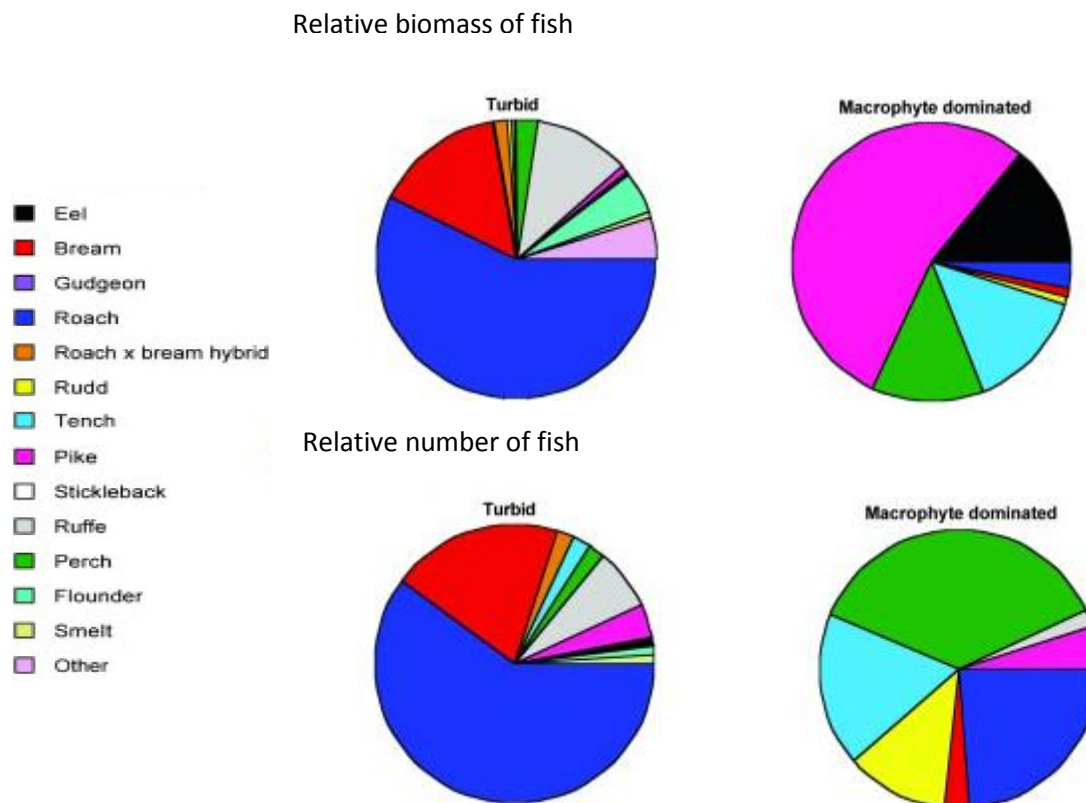 Relative biomass of fish
Turbid
Macrophyte dominated
Eel
Bream
Gudgeon
Roach
Roach x bream hybrid
Rudd
Tench
Pike
Stickleback
Ruffe
Perch
Flounder
Smelt
Other
Relative number of fish
Turbid
Macrophyte dominated